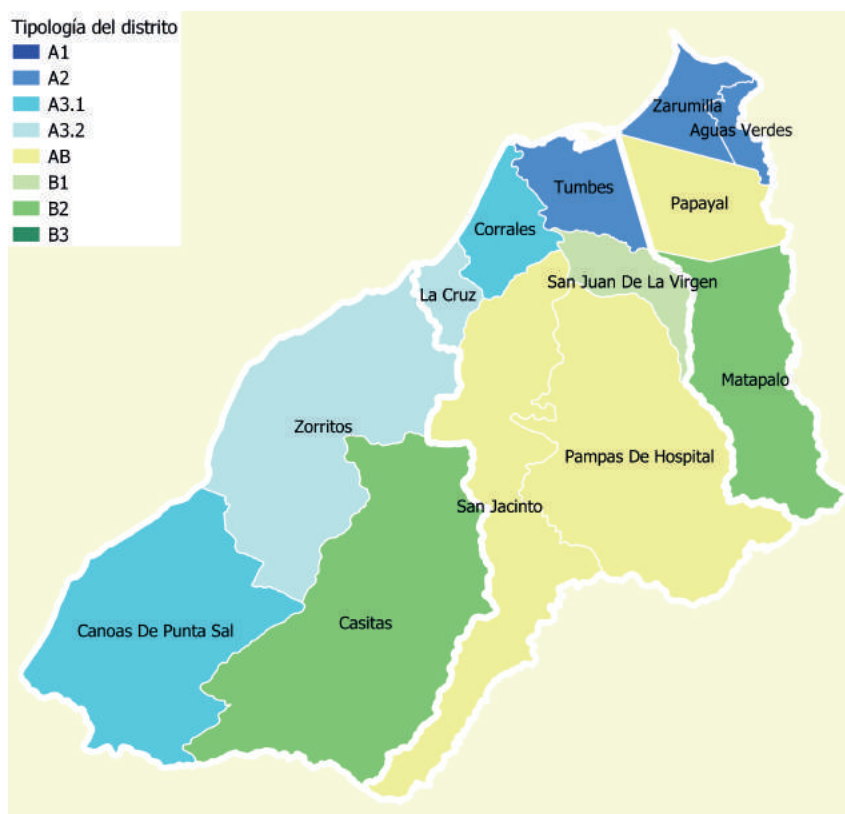 Tipología del distrito
A1
A2
A3.1
A3.2
AB
B1
B2
B3
Zarumilla
Aguas Verdes
Tumbes
Papayal
Corrales
San Juan De La Virgen
La Cruz
Matapalo
Zorritos
Pampas De Hospital
San Jacinto
Casitas
Canoas De Punta Sal